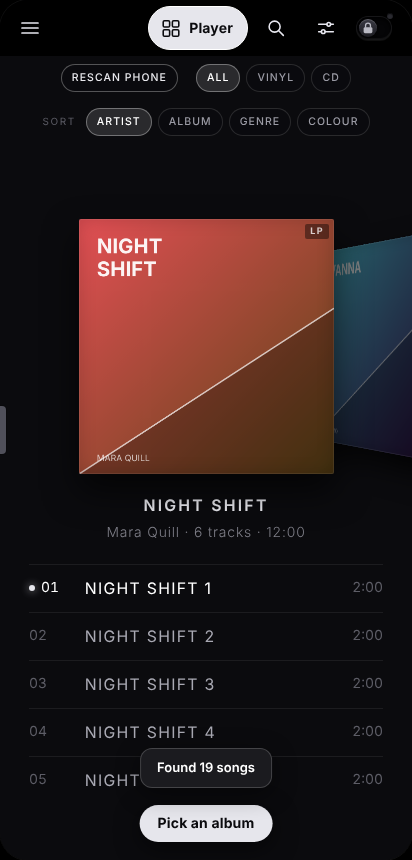 Player
RESCAN PHONE
ALL
VINYL
CD
SORT
ARTIST
ALBUM
GENRE
COLOUR
LP
NIGHT
SHIFT
MARA QUILL
NIGHT SHIFT
Mara Quill · 6 tracks · 12:00
01 NIGHT SHIFT 1 2:00
02 NIGHT SHIFT 2 2:00
03 NIGHT SHIFT 3 2:00
04 NIGHT SHIFT 4 2:00
05 NIGHT 2:00
Found 19 songs
Pick an album